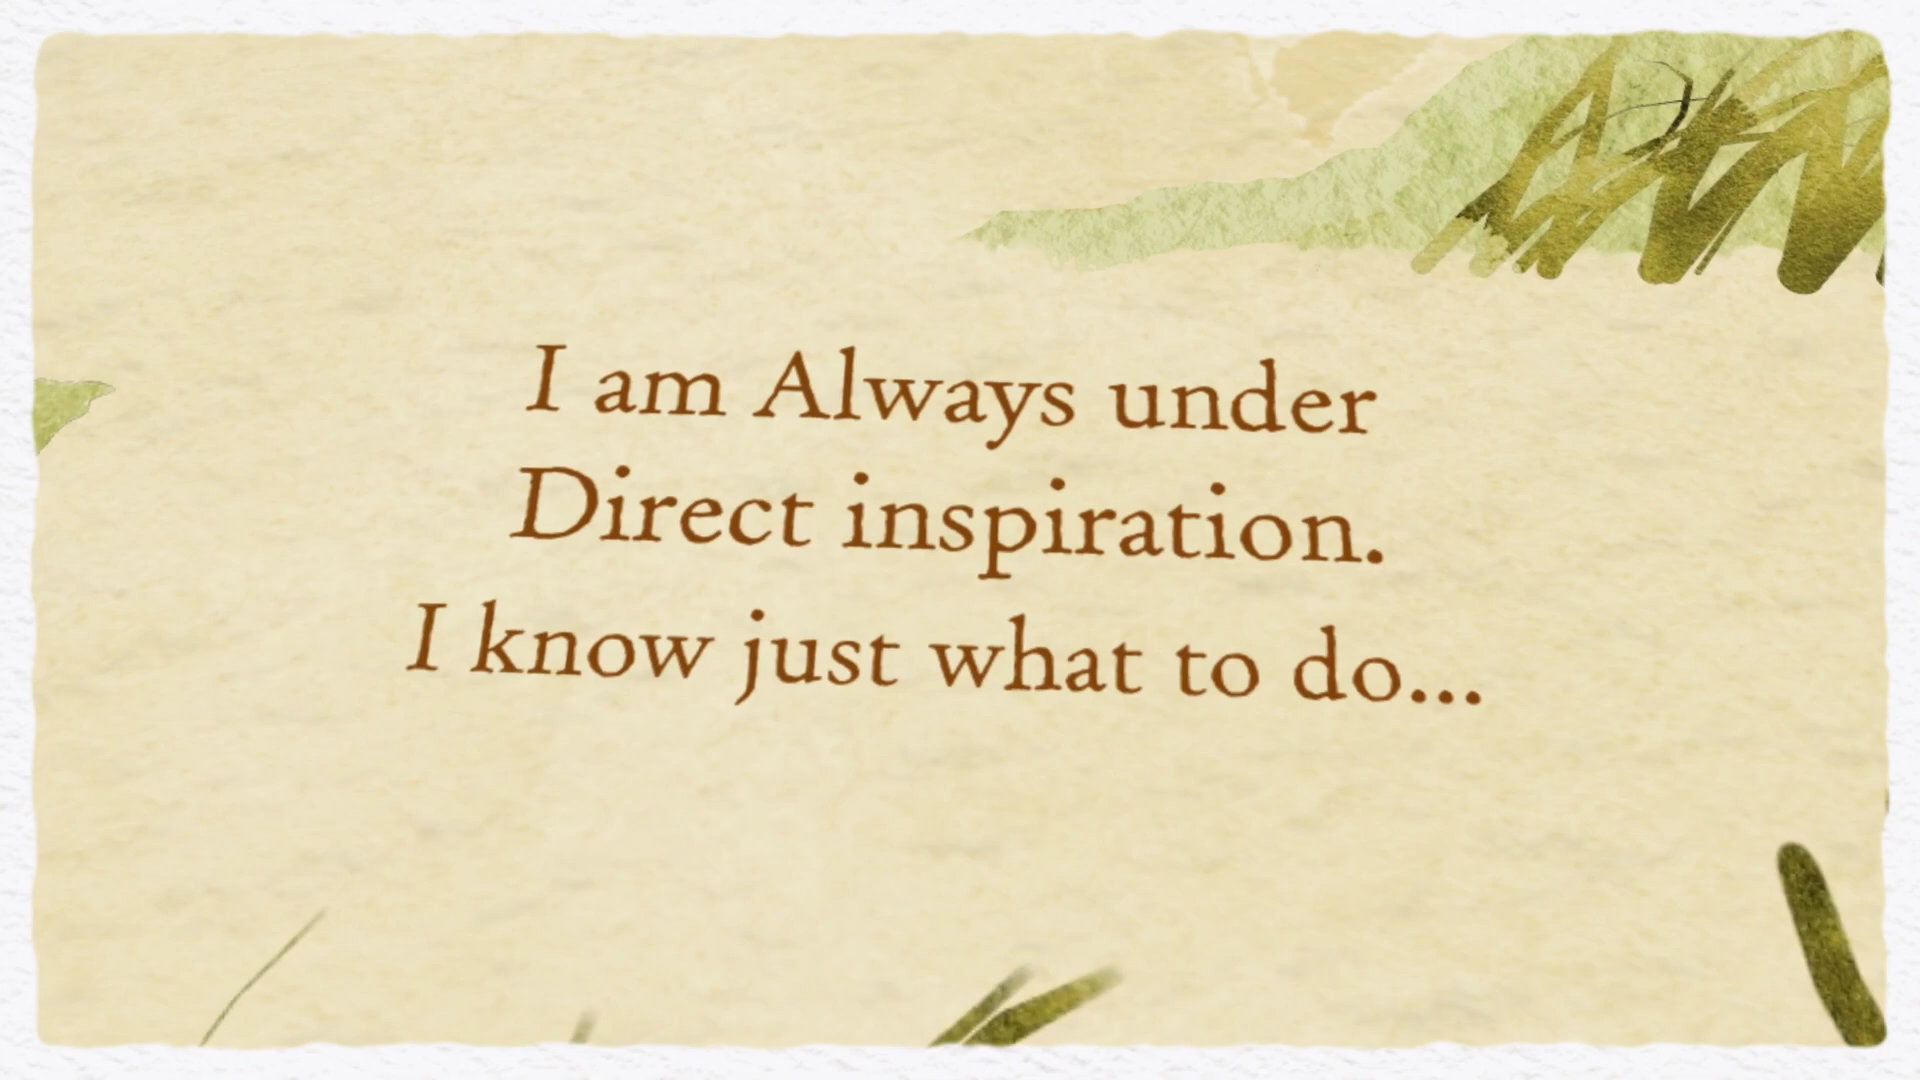 I am Always under
Direct inspiration.
I know just what to do...